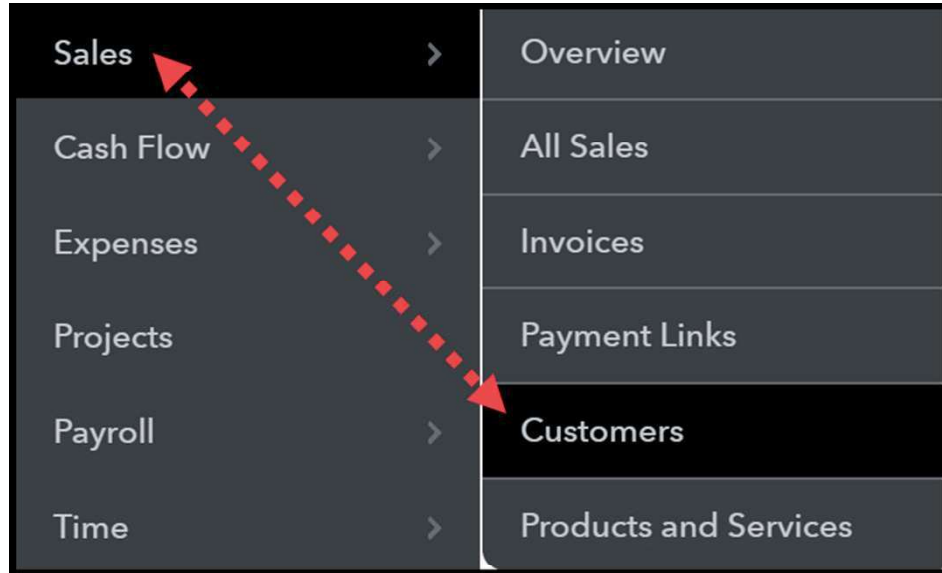 Sales
Cash Flow
Expenses
Projects
Payroll
Time
Overview
All Sales
Invoices
Payment Links
Customers
Products and Services